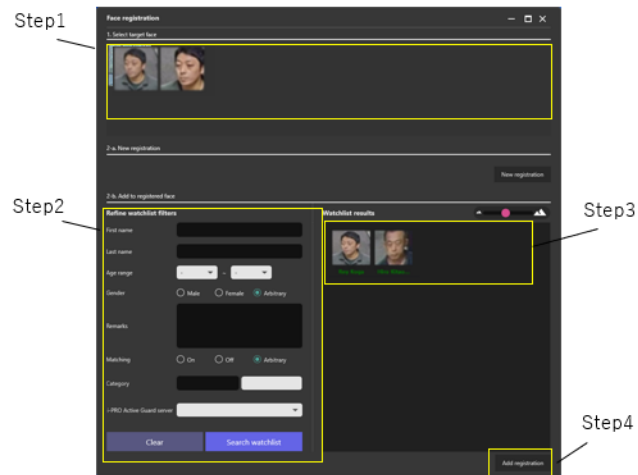 Step1
Face registration
1. Select target face
2-a. New registration
New registration
2-b. Add to registered face
Step2
Refine watchlist filters
Watchlist results
Step3
First name
Last name
Age range - - -
Gender Male Female Arbitrary
Remarks
Matching On Off Arbitrary
Category
i-PRO Active Guard server
Clear Search watchlist
Step4
Add registration